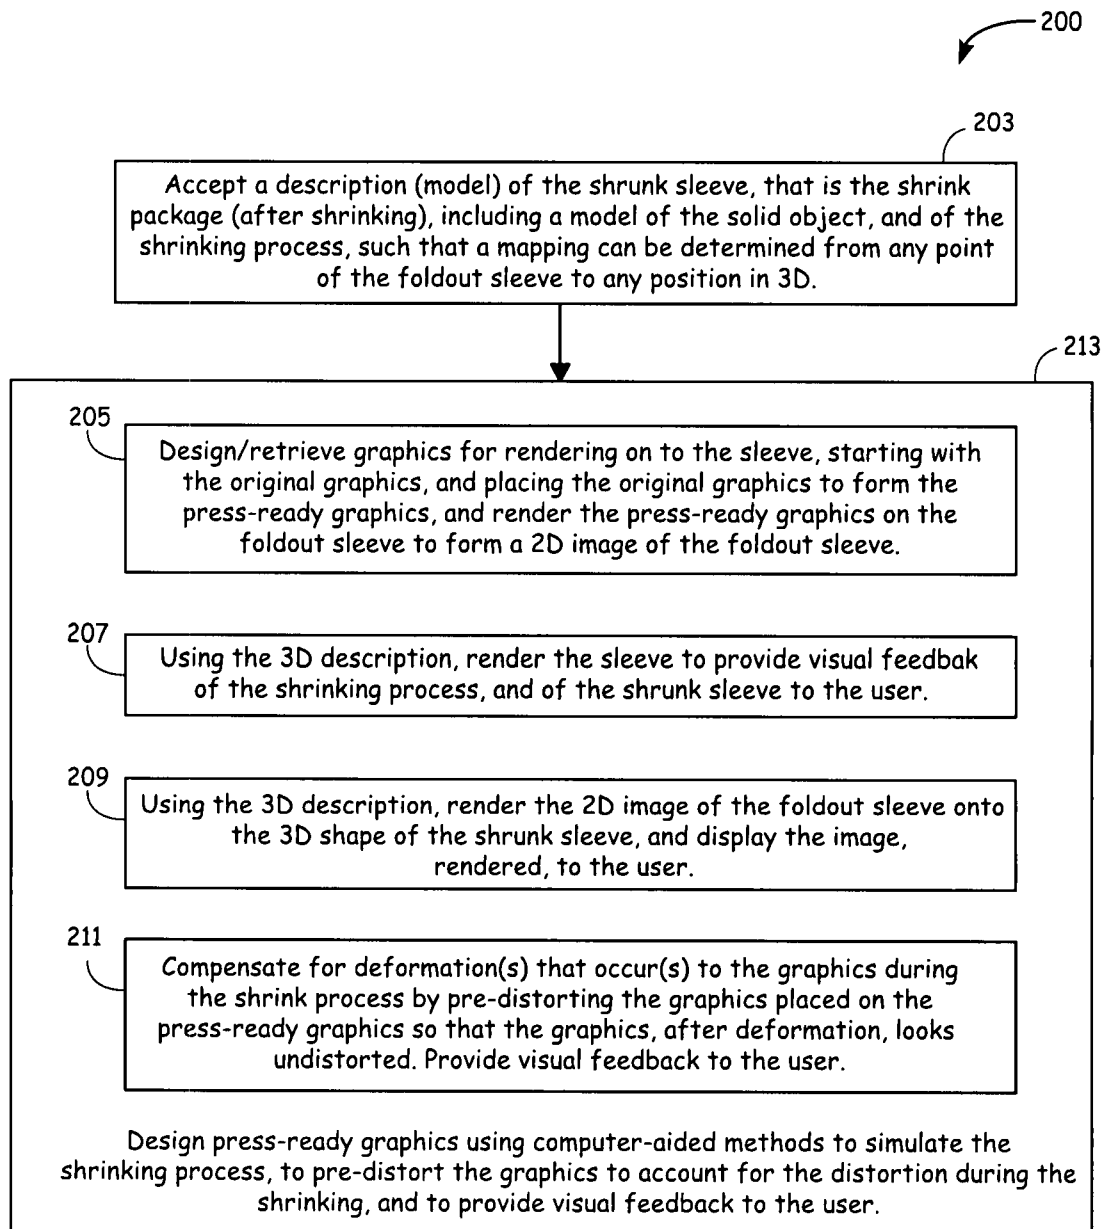 200
203
Accept a description (model) of the shrunk sleeve, that is the shrink
package (after shrinking), including a model of the solid object, and of the
shrinking process, such that a mapping can be determined from any point
of the foldout sleeve to any position in 3D.
213
205
Design/retrieve graphics for rendering on to the sleeve, starting with
the original graphics, and placing the original graphics to form the
press-ready graphics, and render the press-ready graphics on the
foldout sleeve to form a 2D image of the foldout sleeve.
207
Using the 3D description, render the sleeve to provide visual feedbak
of the shrinking process, and of the shrunk sleeve to the user.
209
Using the 3D description, render the 2D image of the foldout sleeve onto
the 3D shape of the shrunk sleeve, and display the image,
rendered, to the user.
211
Compensate for deformation(s) that occur(s) to the graphics during
the shrink process by pre-distorting the graphics placed on the
press-ready graphics so that the graphics, after deformation, looks
undistorted. Provide visual feedback to the user.
Design press-ready graphics using computer-aided methods to simulate the
shrinking process, to pre-distort the graphics to account for the distortion during the
shrinking, and to provide visual feedback to the user.